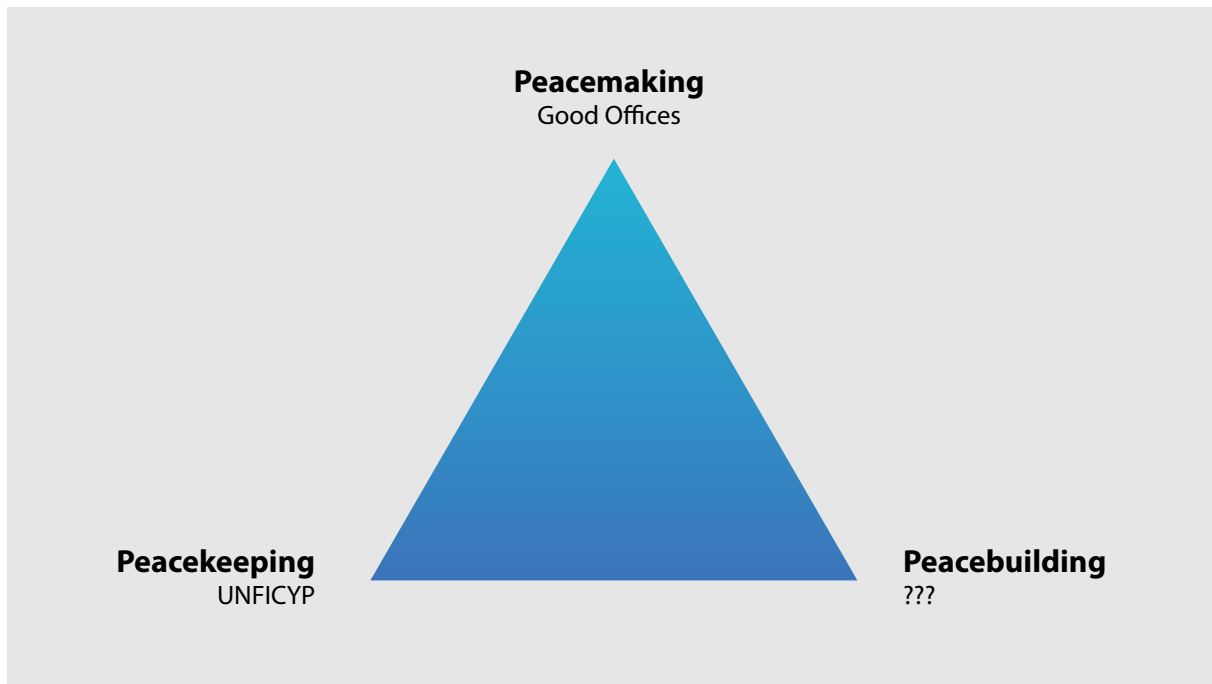 Peacemaking
Good Offices
Peacekeeping
UNFICYP
Peacebuilding
???